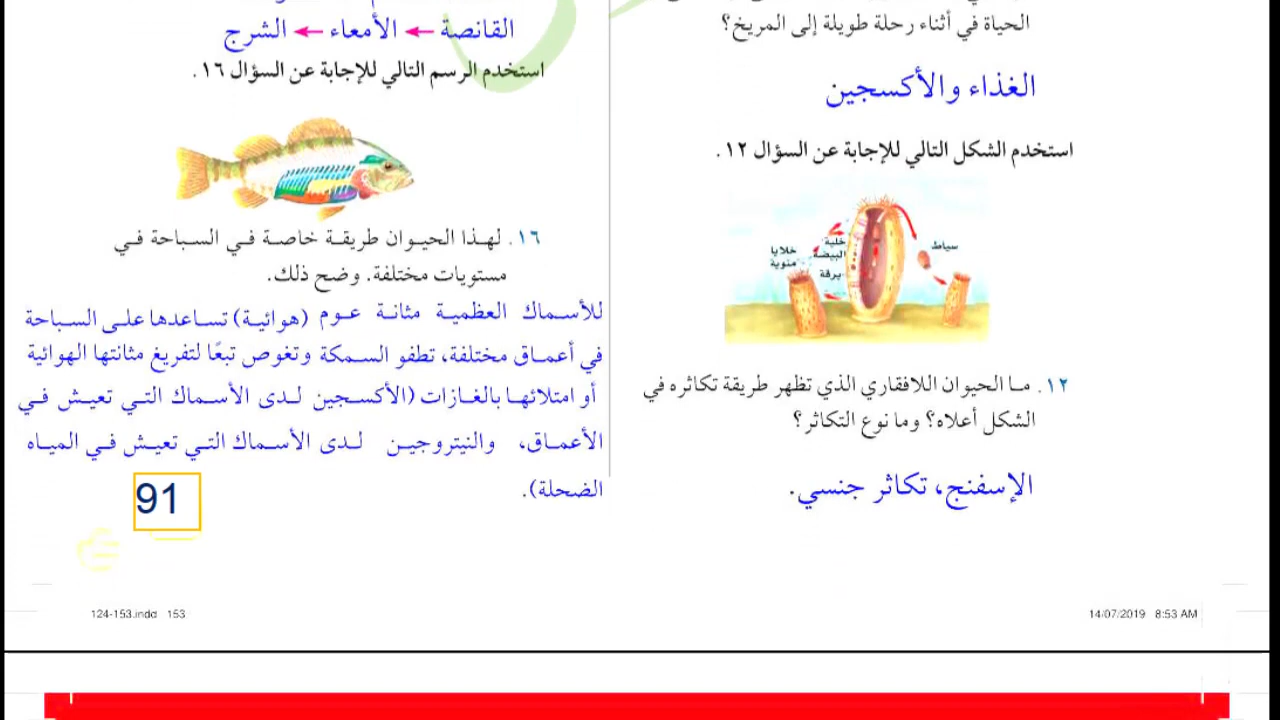 الحياة في أثناء رحلة طويلة إلى المريخ؟
الغذاء والأكسجين
استخدم الشكل التالي للإجابة عن السؤال ١٢.
سياط
خلية
البيضة
يرقة
خلايا
منوية
١٢. ما الحيوان اللافقاري الذي تظهر طريقة تكاثره في
الشكل أعلاه؟ وما نوع التكاثر؟
الإسفنج، تكاثر جنسي.
القانصة ← الأمعاء ← الشرج
استخدم الرسم التالي للإجابة عن السؤال ١٦.
١٦. لهذا الحيوان طريقة خاصة في السباحة في
مستويات مختلفة. وضح ذلك.
للأسماك العظمية مثانة عوم (هوائية) تساعدها على السباحة
في أعماق مختلفة، تطفو السمكة وتغوص تبعًا لتفريغ مثانتها الهوائية
أو امتلائها بالغازات (الأكسجين لدى الأسماك التي تعيش في
الأعماق، والنيتروجين لدى الأسماك التي تعيش في المياه
الضحلة).
91
124-153.indd 153
14/07/2019 8:53 AM